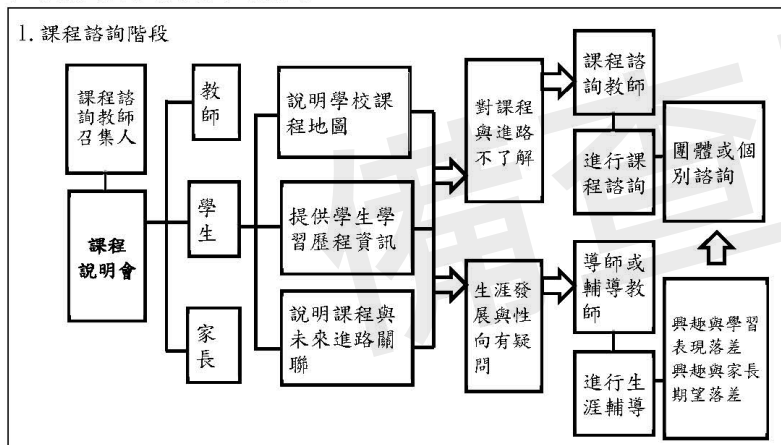 1. 課程諮詢階段
課程諮
詢教師
召集人
課程
說明會
教
師
學
生
家
長
說明學校課
程地圖
提供學生學
習歷程資訊
說明課程與
未來進路關
聯
對課程
與進路
不了解
生涯發
展與性
向有疑
問
課程諮
詢教師
進行課
程諮詢
團體或個
別諮詢
導師或
輔導教
師
進行生
涯輔導
興趣與學習
表現落差
興趣與家長
期望落差
備查